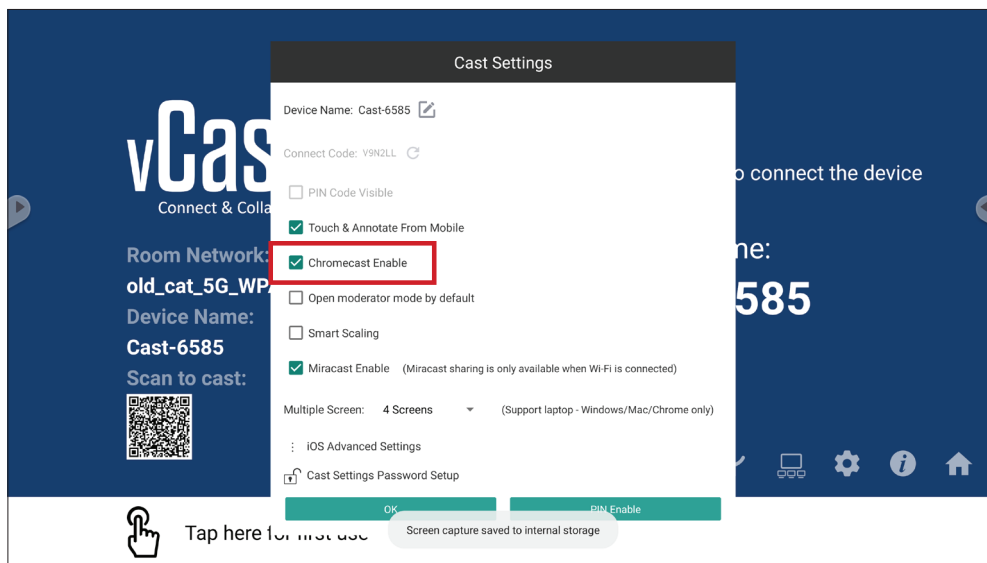 Cast Settings
Device Name: Cast-6585
Connect Code: V9N2LL
PIN Code Visible
Touch & Annotate From Mobile
Chromecast Enable
Open moderator mode by default
Smart Scaling
Miracast Enable (Miracast sharing is only available when Wi-Fi is connected)
Multiple Screen: 4 Screens (Support laptop - Windows/Mac/Chrome only)
iOS Advanced Settings
Cast Settings Password Setup
OK PIN Enable
Screen capture saved to internal storage
vCas
Connect & Colla
Room Network:
old_cat_5G_WP
Device Name:
Cast-6585
Scan to cast:
o connect the device
me:
585
Tap here for first use